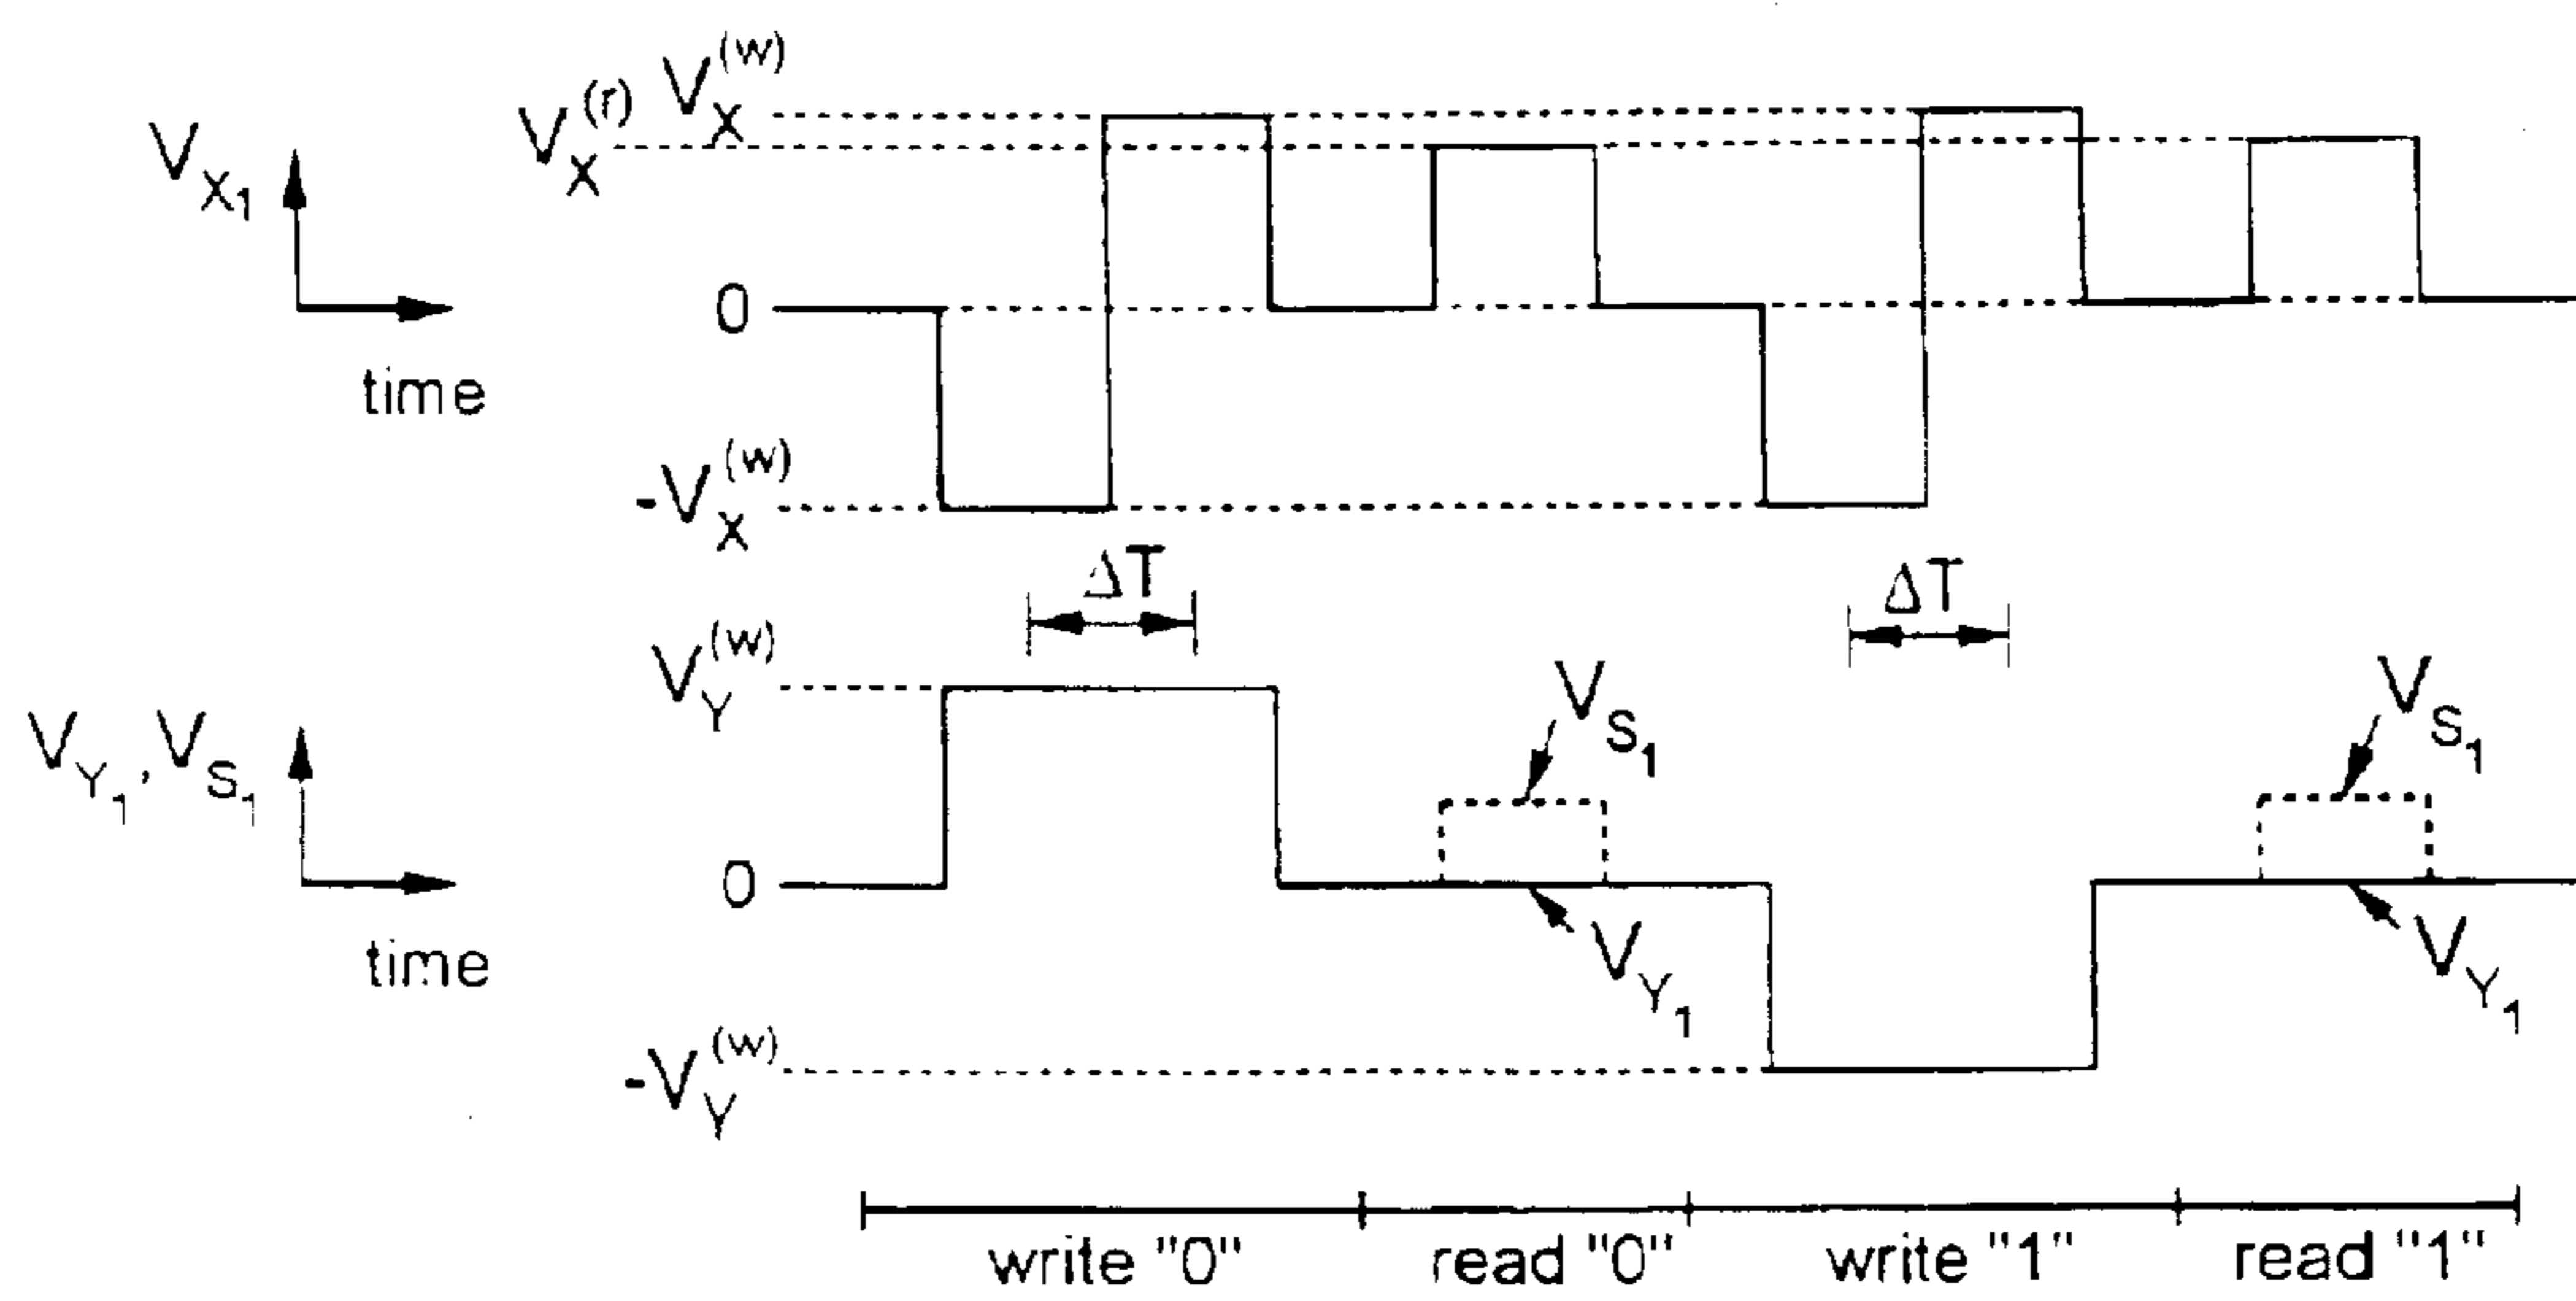 V_X^(w)
V_X^(r)
V_X1
0
time
-V_X^(w)
ΔT ΔT
V_Y^(w)
V_S1 V_S1
V_Y1, V_S1
0
V_Y1 V_Y1
time
-V_Y^(w)
write "0" read "0" write "1" read "1"